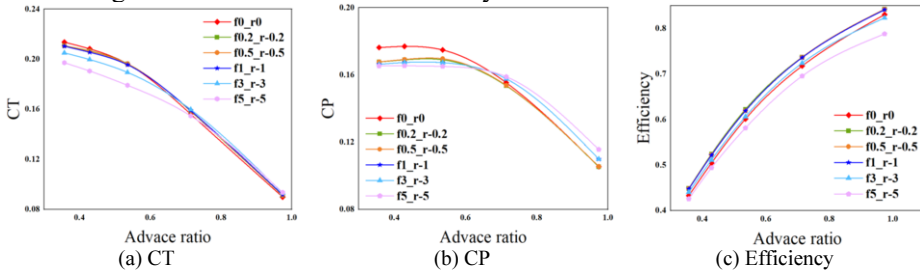 0.24
0.20
0.16
0.12
0.08
CT
0.4
0.6
0.8
1.0
Advace ratio
f0_r0
f0.2_r-0.2
f0.5_r-0.5
f1_r-1
f3_r-3
f5_r-5
(a) CT
0.20
0.16
0.12
0.08
CP
0.4
0.6
0.8
1.0
Advace ratio
f0_r0
f0.2_r-0.2
f0.5_r-0.5
f1_r-1
f3_r-3
f5_r-5
(b) CP
0.9
0.8
0.7
0.6
0.5
0.4
Efficiency
0.4
0.6
0.8
1.0
Advace ratio
f0_r0
f0.2_r-0.2
f0.5_r-0.5
f1_r-1
f3_r-3
f5_r-5
(c) Efficiency